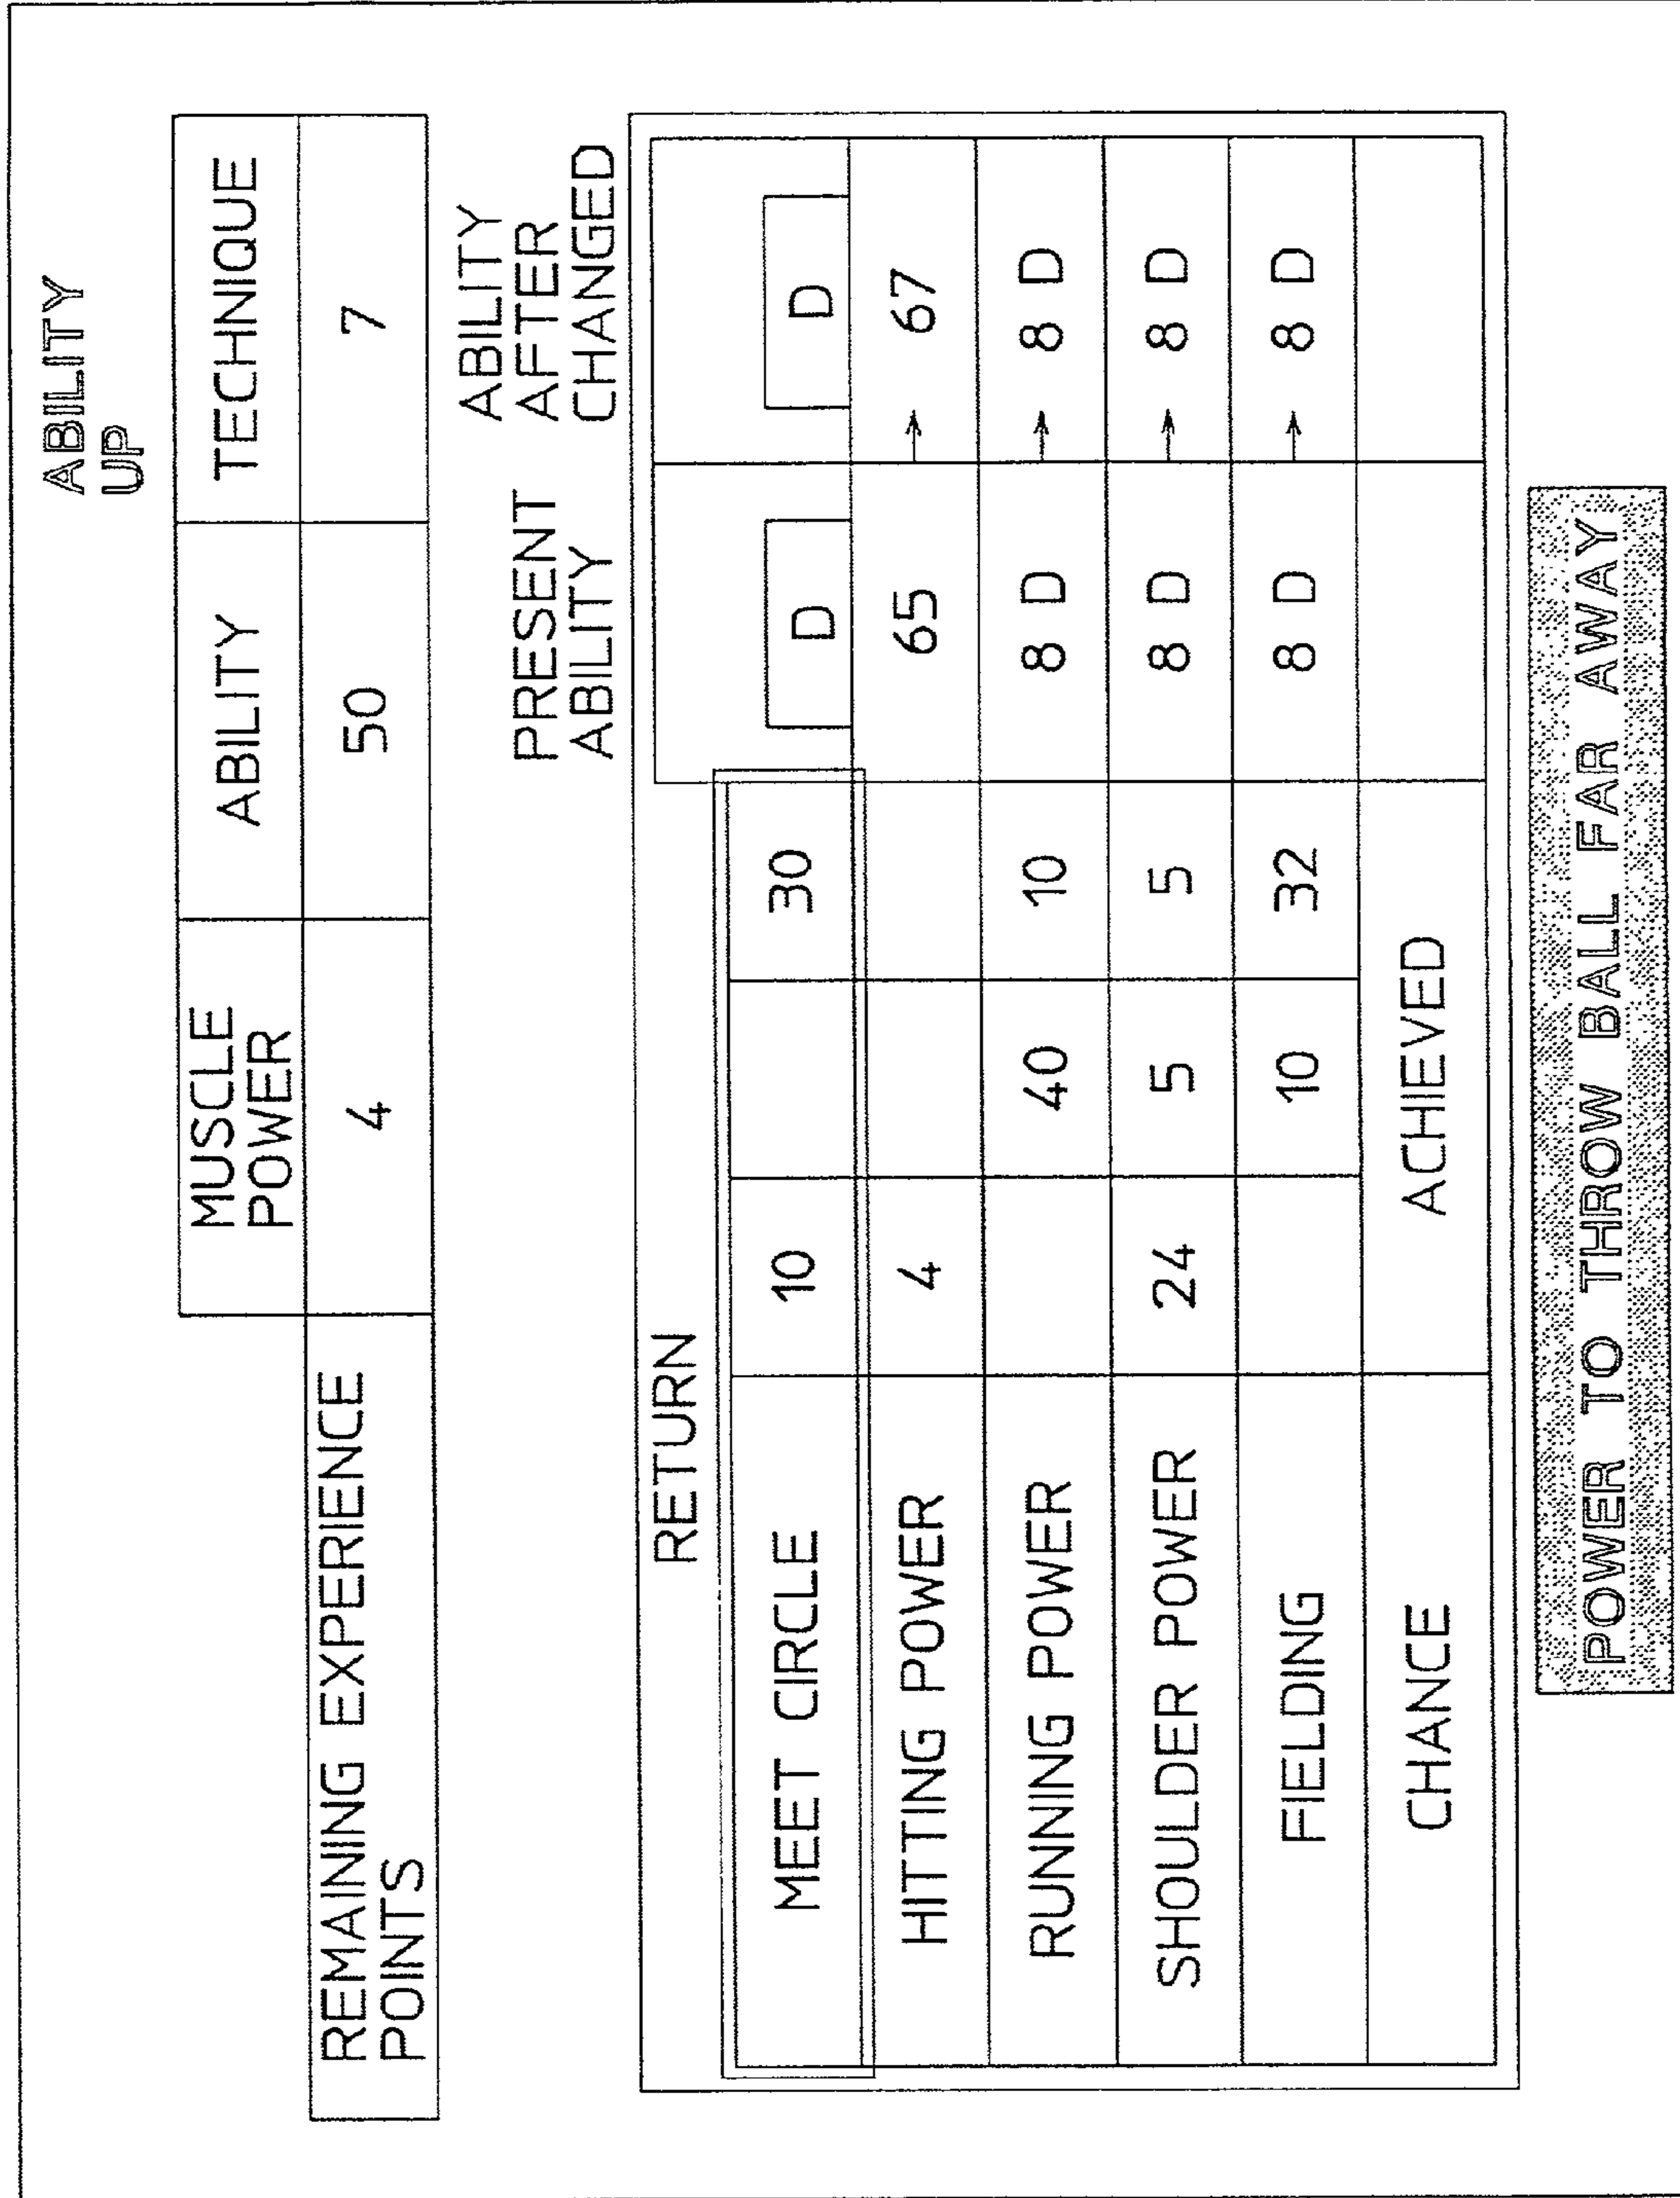 ABILITY
UP
MUSCLE
POWER
ABILITY
TECHNIQUE
REMAINING EXPERIENCE
POINTS
4
50
7
PRESENT
ABILITY
ABILITY
AFTER
CHANGED
RETURN
MEET CIRCLE 10 30 D D
HITTING POWER 4 65 → 67
RUNNING POWER 40 10 8 D → 8 D
SHOULDER POWER 24 5 5 8 D → 8 D
FIELDING 10 32 8 D → 8 D
CHANCE ACHIEVED
POWER TO THROW BALL FAR AWAY